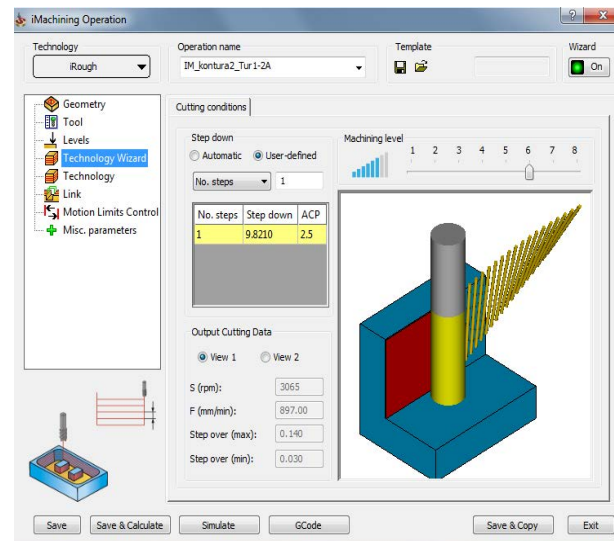 iMachining Operation
Technology
iRough
Operation name
IM_kontura2_Tur1-2A
Template
Wizard
On
Geometry
Tool
Levels
Technology Wizard
Technology
Link
Motion Limits Control
Misc. parameters
Cutting conditions
Step down
Automatic User-defined
No. steps 1
No. steps Step down ACP
1 9.8210 2.5
Machining level
1 2 3 4 5 6 7 8
Output Cutting Data
View 1 View 2
S (rpm): 3065
F (mm/min): 897.00
Step over (max): 0.140
Step over (min): 0.030
Save Save & Calculate Simulate GCode Save & Copy Exit